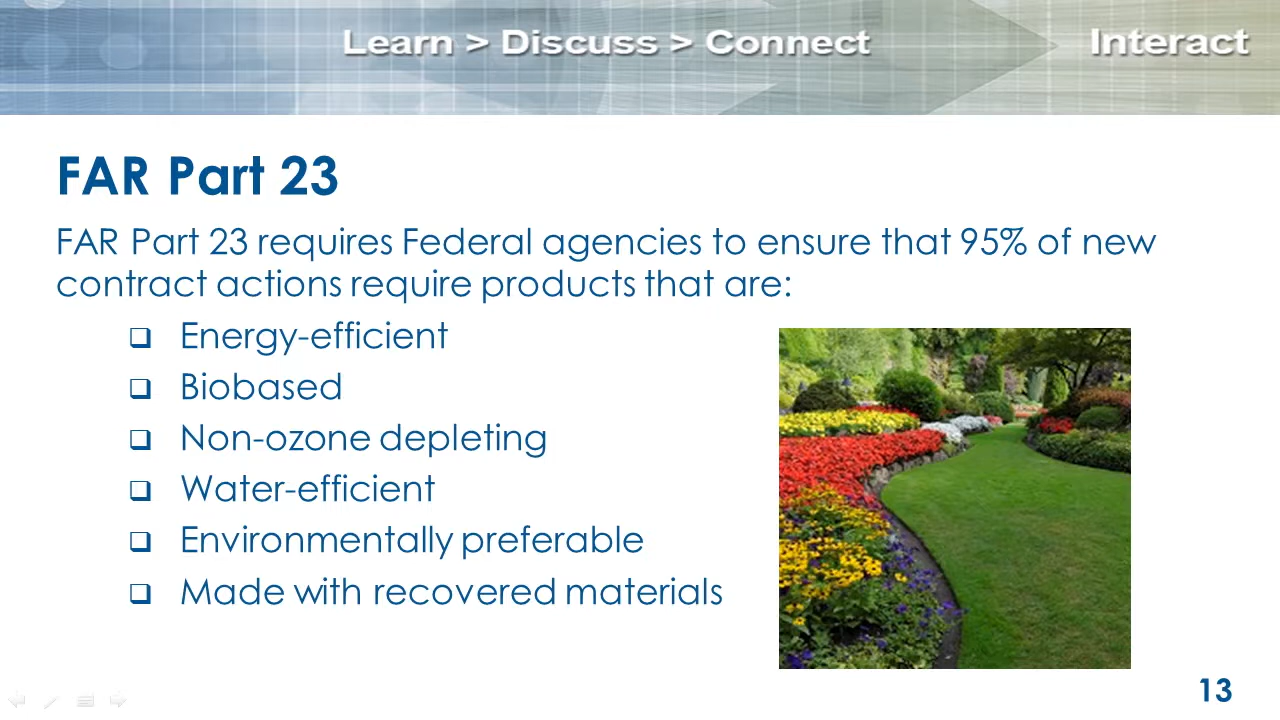 Learn > Discuss > Connect
Interact
FAR Part 23
FAR Part 23 requires Federal agencies to ensure that 95% of new
contract actions require products that are:
❑ Energy-efficient
❑ Biobased
❑ Non-ozone depleting
❑ Water-efficient
❑ Environmentally preferable
❑ Made with recovered materials
13